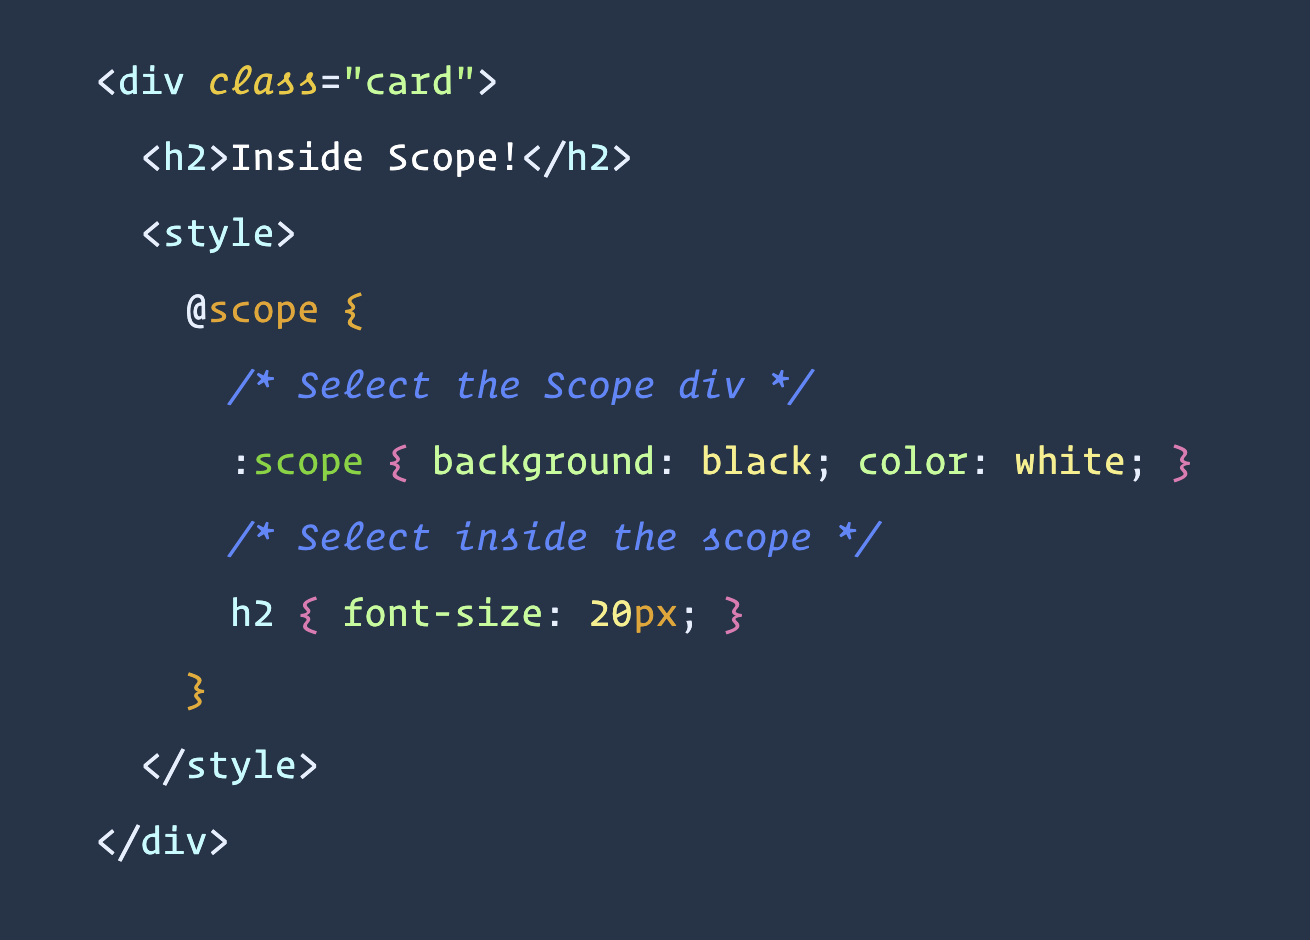 <div class="card">
  <h2>Inside Scope!</h2>
  <style>
    @scope {
      /* Select the Scope div */
      :scope { background: black; color: white; }
      /* Select inside the scope */
      h2 { font-size: 20px; }
    }
  </style>
</div>